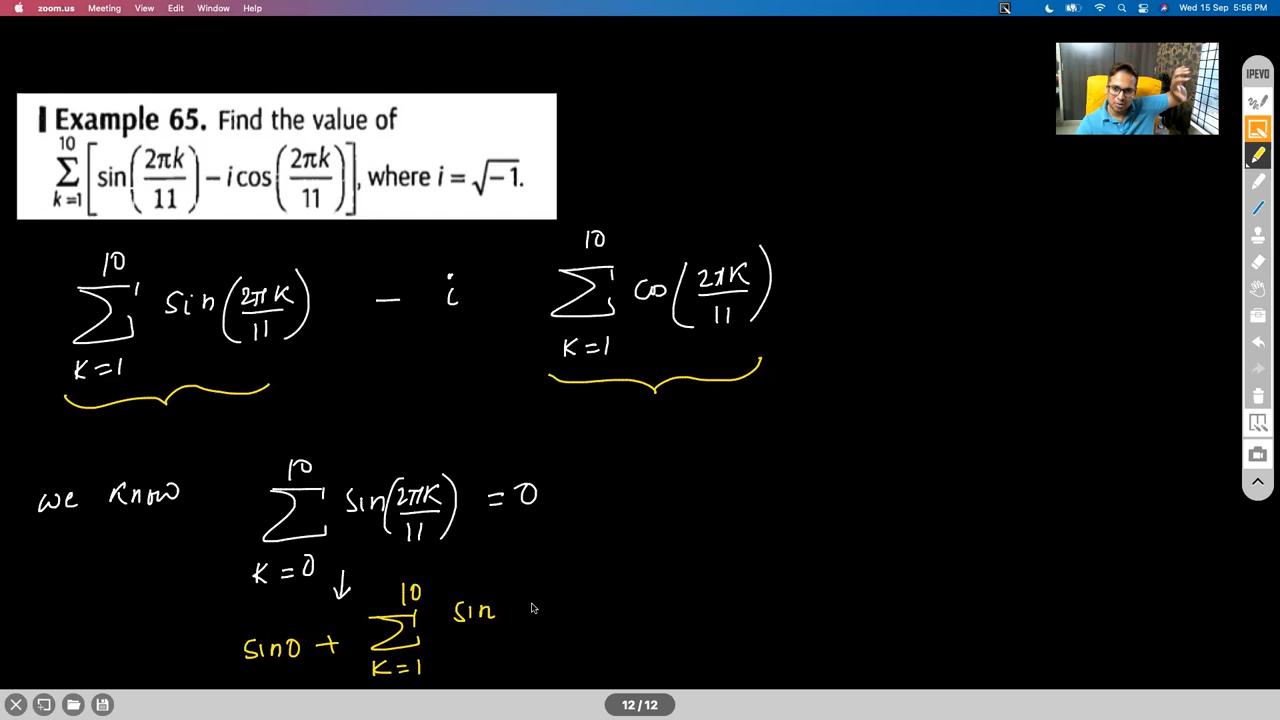 zoom.us Meeting View Edit Window Help Wed 15 Sep 5:56 PM
IPEVO
Example 65. Find the value of
10
Σ [sin(2πk/11) – i cos(2πk/11)], where i = √–1.
k =1
10 10
Σ sin(2πK/11) – i Σ cos(2πK/11)
K=1 K=1
10
we know Σ sin(2πK/11) = 0
K=0
↓
10
sin0 + Σ sin
K=1
12 / 12